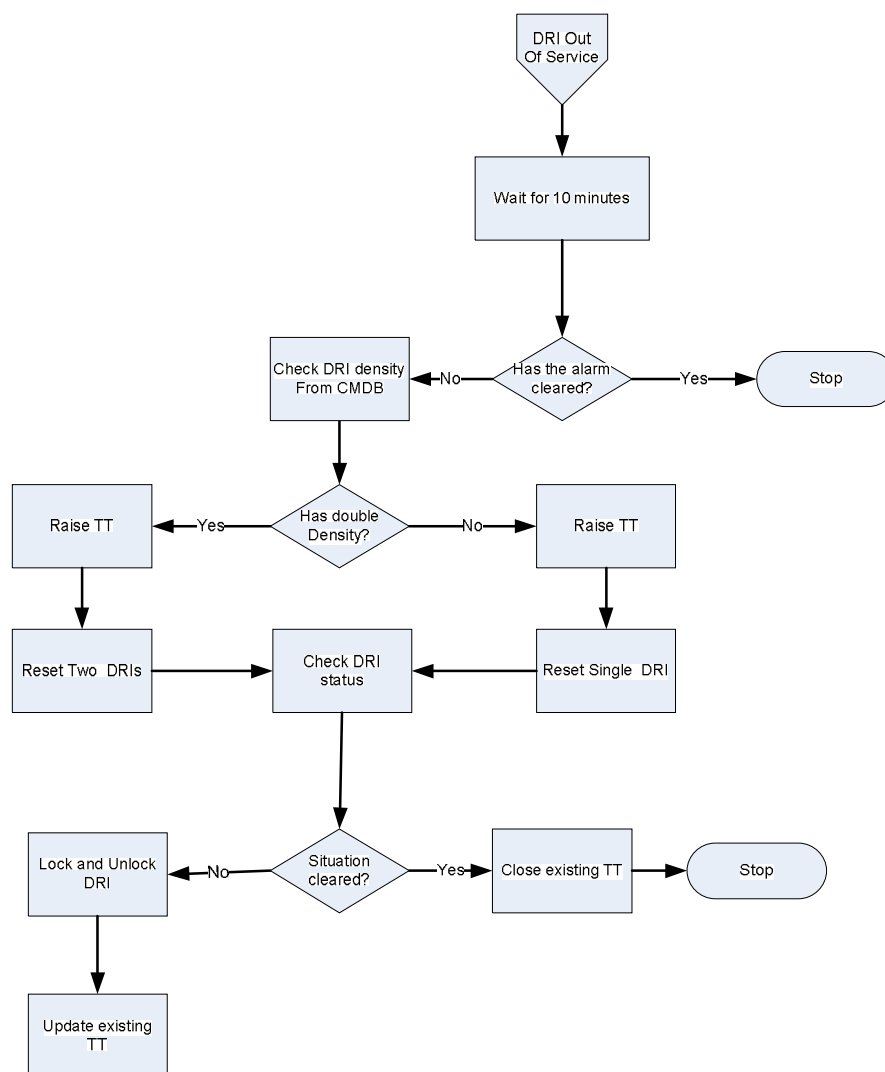 DRI Out
Of Service
Wait for 10 minutes
Check DRI density
From CMDB
No
Has the alarm
cleared?
Yes
Stop
Raise TT
Yes
Has double
Density?
No
Raise TT
Reset Two DRIs
Check DRI
status
Reset Single DRI
Lock and Unlock
DRI
No
Situation
cleared?
Yes
Close existing TT
Stop
Update existing
TT